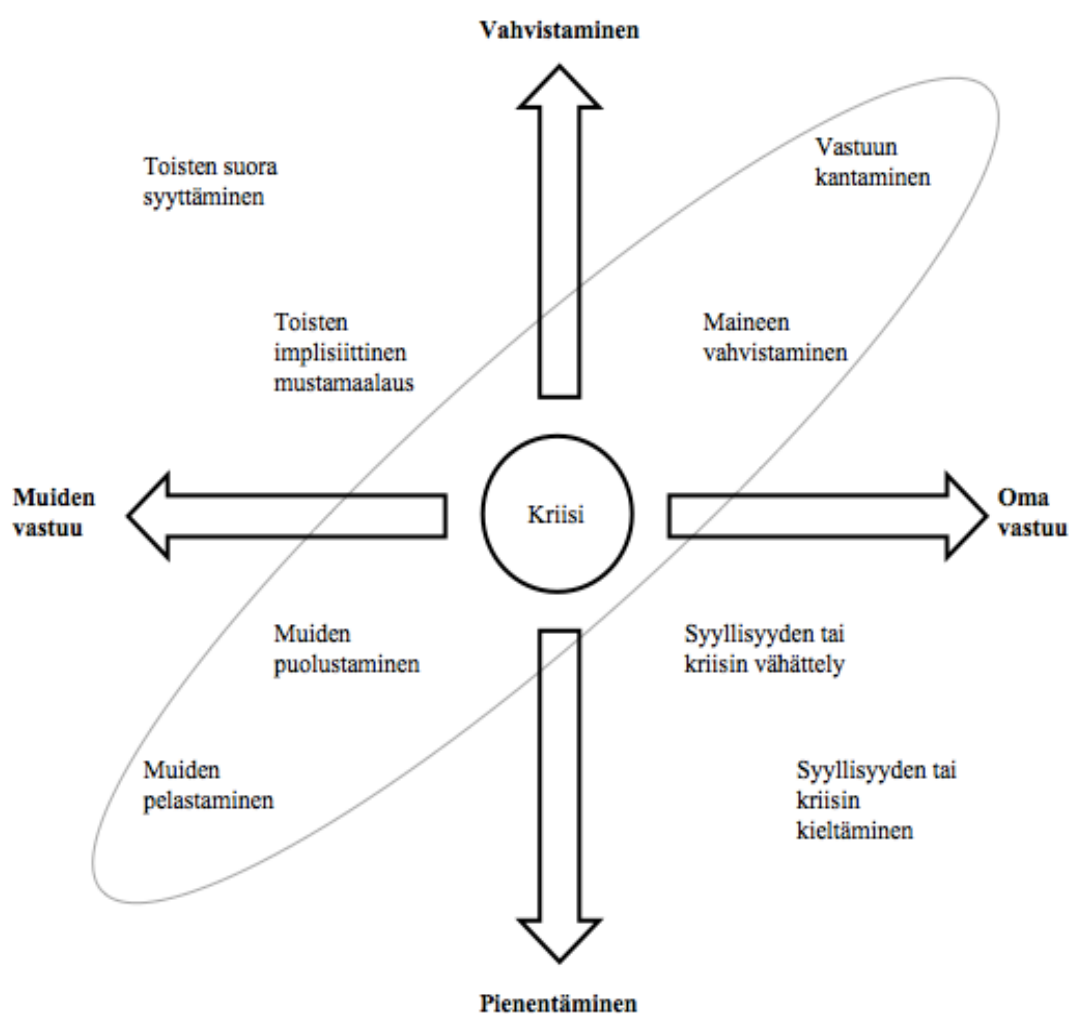 Vahvistaminen
Toisten suora
syyttäminen
Vastuun
kantaminen
Toisten
implisiittinen
mustamaalaus
Maineen
vahvistaminen
Muiden
vastuu
Kriisi
Oma
vastuu
Muiden
puolustaminen
Syyllisyyden tai
kriisin vähättely
Muiden
pelastaminen
Syyllisyyden tai
kriisin
kieltäminen
Pienentäminen